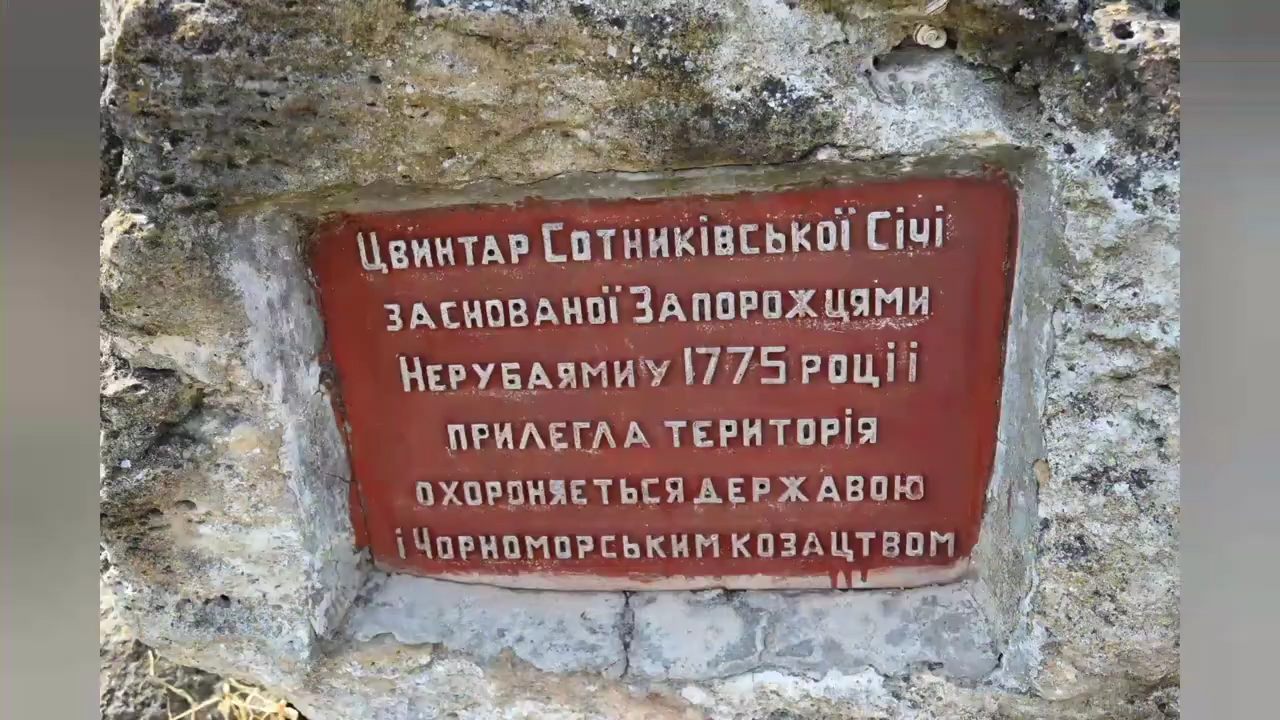 Цвинтар Сотниківської Січі
заснованої Запорожцями
Нерубаями у 1775 році і
прилегла територія
охороняється державою
і Чорноморським козацтвом